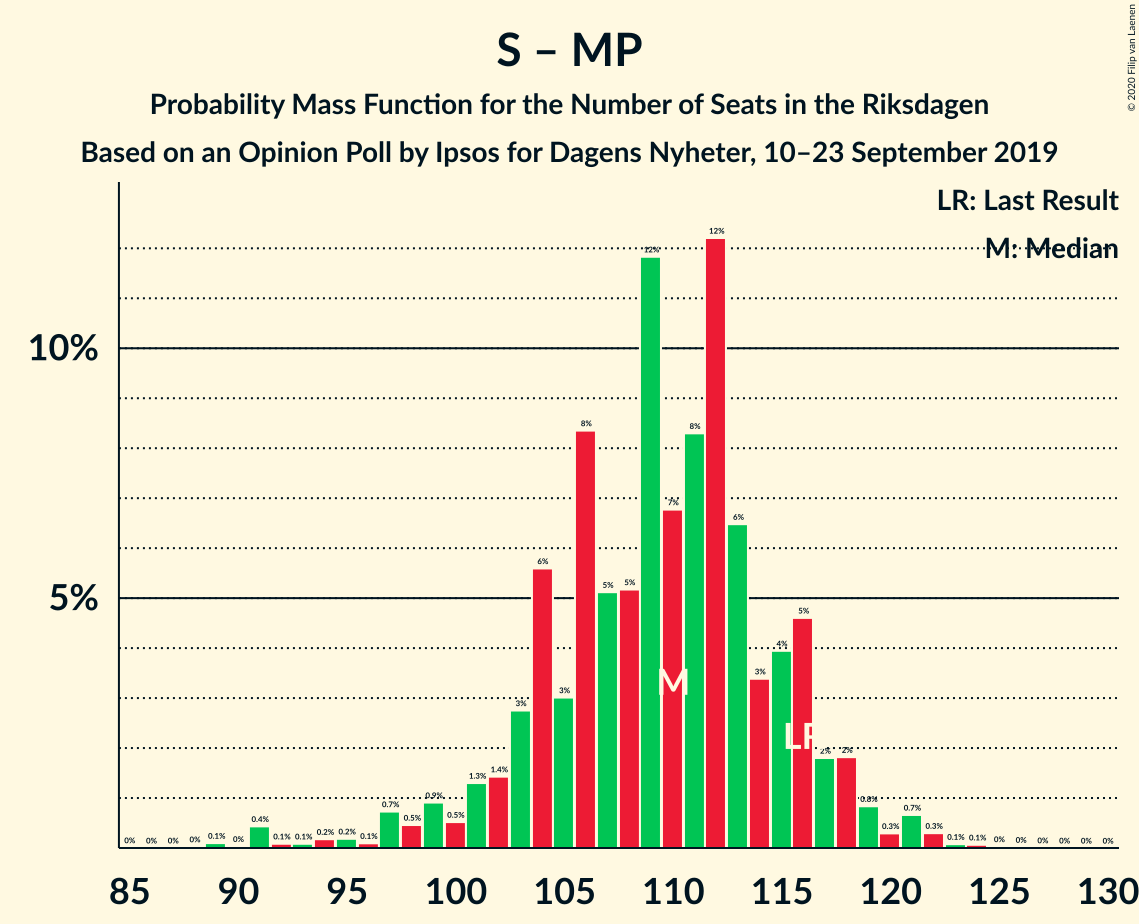 S – MP
Probability Mass Function for the Number of Seats in the Riksdagen
Based on an Opinion Poll by Ipsos for Dagens Nyheter, 10–23 September 2019
© 2020 Filip van Laenen
LR: Last Result
M: Median
10%
5%
0% 0% 0% 0% 0.1% 0% 0.4% 0.1% 0.1% 0.2% 0.2% 0.1% 0.7% 0.5% 0.9% 0.5% 1.3% 1.4% 3% 6% 3% 8% 5% 5% 12% 7% 8% 12% 6% 3% 4% 5% 2% 2% 0.8% 0.3% 0.7% 0.3% 0.1% 0.1% 0% 0% 0% 0% 0% 0%
M
LR
85 90 95 100 105 110 115 120 125 130